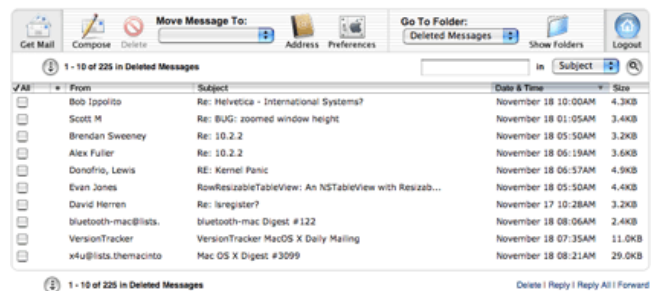 Move Message To: Go To Folder:
Deleted Messages
Get Mail Compose Delete Address Preferences Show Folders Logout
1 - 10 of 225 in Deleted Messages in Subject
All • From Subject Date & Time Size
Bob Ippolito Re: Helvetica - International Systems? November 18 10:00AM 4.3KB
Scott M Re: BUG: zoomed window height November 18 01:05AM 3.4KB
Brendan Sweeney Re: 10.2.2 November 18 05:50AM 3.2KB
Alex Fuller Re: 10.2.2 November 18 06:19AM 3.6KB
Donofrio, Lewis RE: Kernel Panic November 18 06:57AM 4.9KB
Evan Jones RowResizableTableView: An NSTableView with Resizab... November 18 05:50AM 4.4KB
David Herren Re: lsregister? November 17 10:28AM 3.2KB
bluetooth-mac@lists. bluetooth-mac Digest #122 November 18 08:06AM 2.4KB
VersionTracker VersionTracker MacOS X Daily Mailing November 18 07:35AM 11.0KB
x4u@lists.themacinto Mac OS X Digest #3099 November 18 08:21AM 29.0KB
1 - 10 of 225 in Deleted Messages Delete | Reply | Reply All | Forward